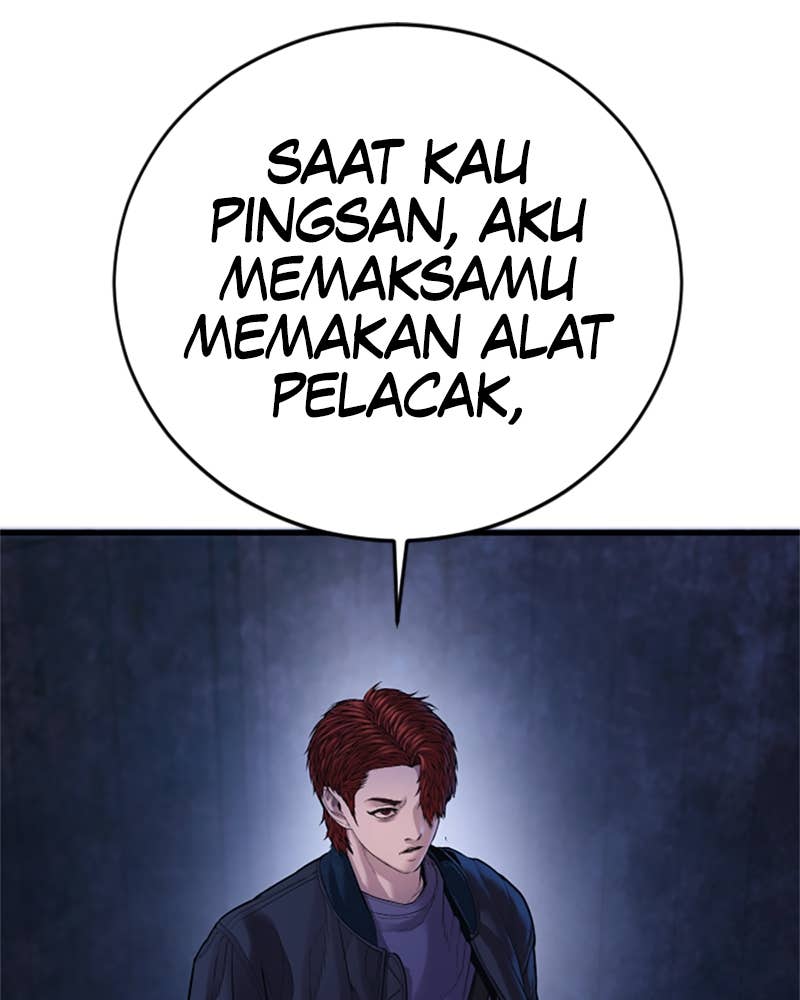 SAAT KAU
PINGSAN, AKU
MEMAKSAMU
MEMAKAN ALAT
PELACAK,